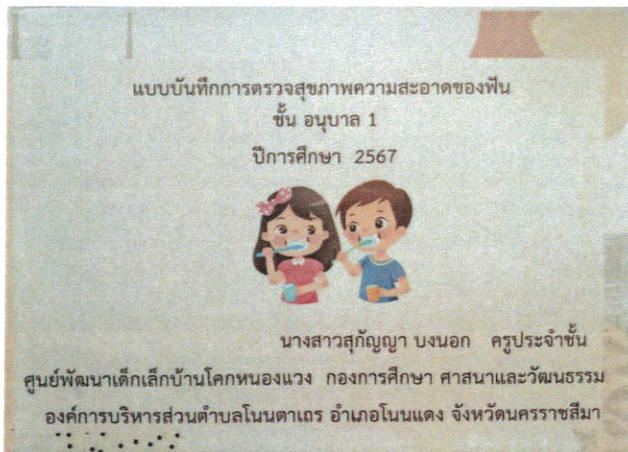 แบบบันทึกการตรวจสุขภาพความสะอาดของฟัน
ชั้น อนุบาล 1
ปีการศึกษา 2567
นางสาวสุกัญญา บงนอก ครูประจำชั้น
ศูนย์พัฒนาเด็กเล็กบ้านโคกหนองแวง กองการศึกษา ศาสนาและวัฒนธรรม
องค์การบริหารส่วนตำบลโนนตาเถร อำเภอโนนแดง จังหวัดนครราชสีมา